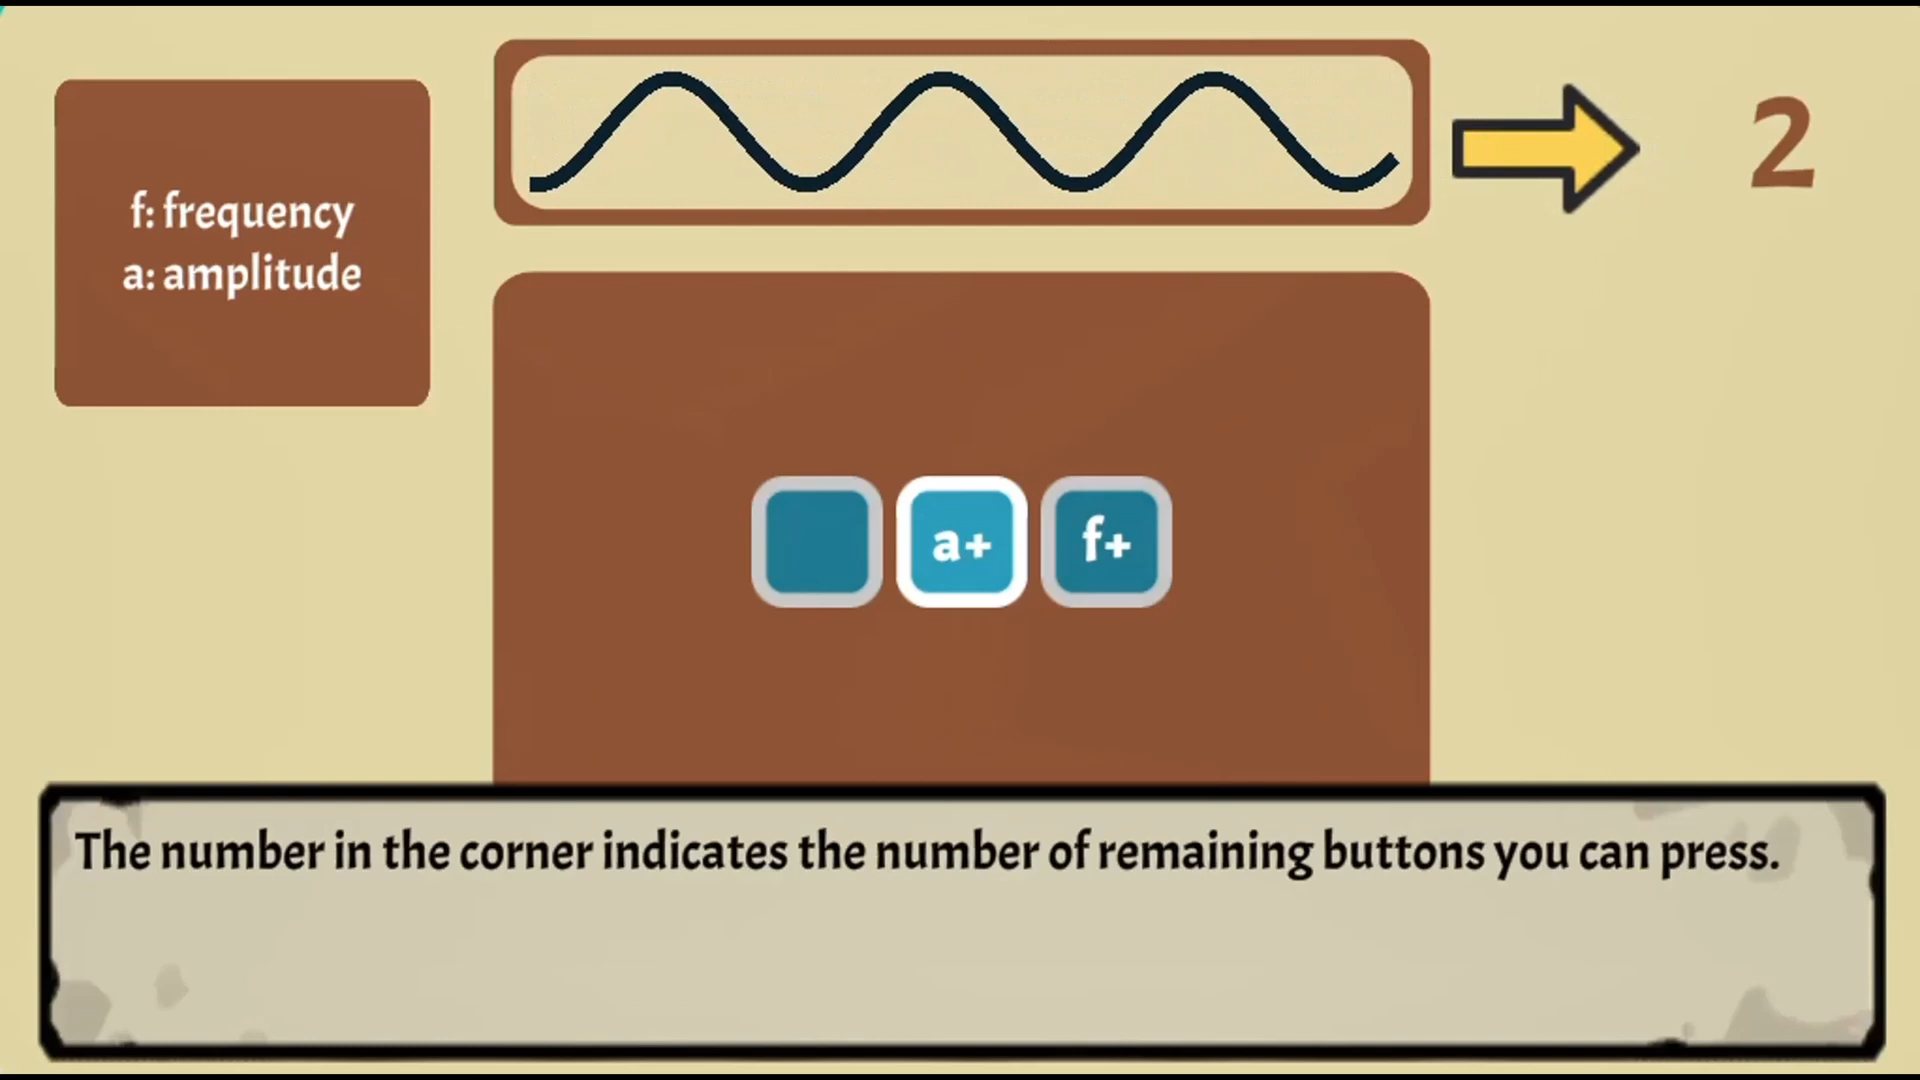 2
f: frequency
a: amplitude
a+
f+
The number in the corner indicates the number of remaining buttons you can press.